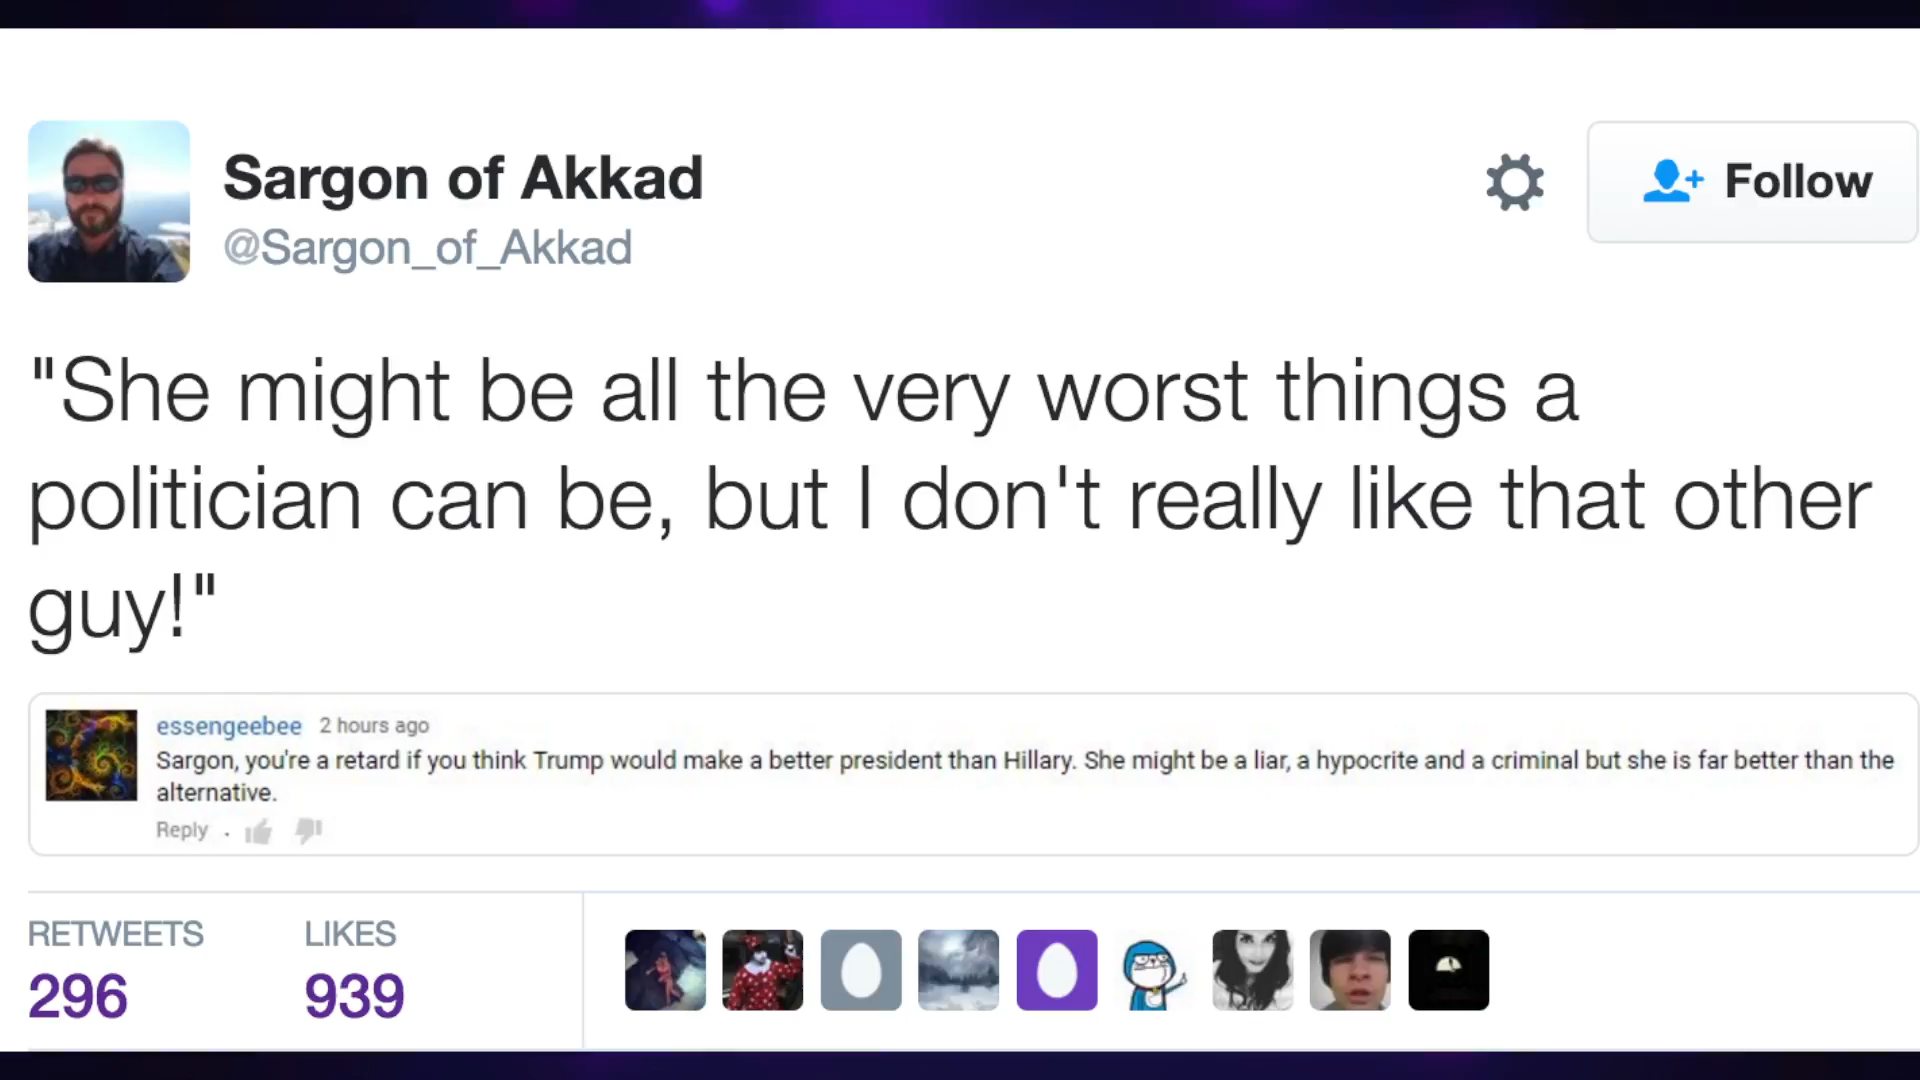 Sargon of Akkad
@Sargon_of_Akkad
Follow
"She might be all the very worst things a
politician can be, but I don't really like that other
guy!"
essengeebee 2 hours ago
Sargon, you're a retard if you think Trump would make a better president than Hillary. She might be a liar, a hypocrite and a criminal but she is far better than the
alternative.
Reply .
RETWEETS LIKES
296 939